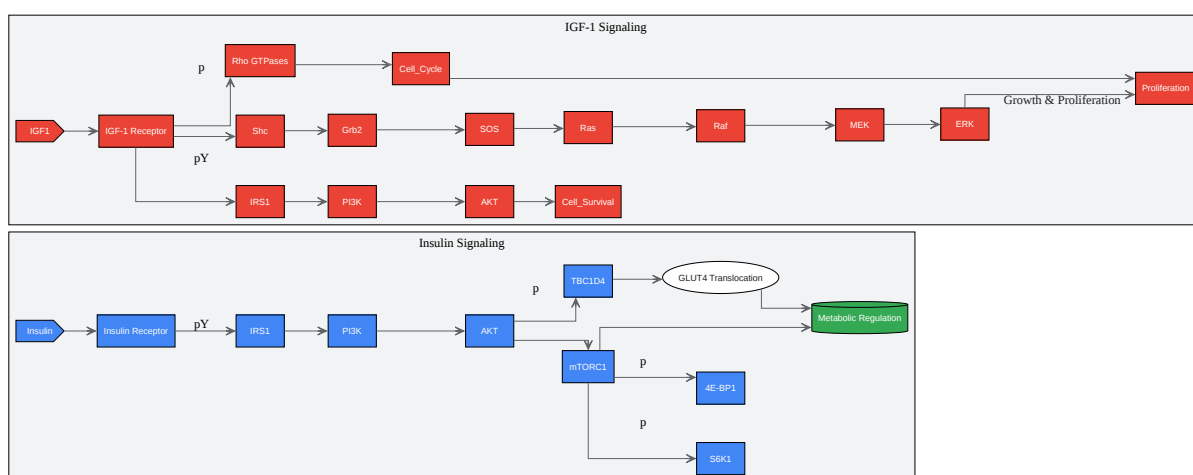 IGF-1 Signaling
Rho GTPases
p
Cell_Cycle
Proliferation
Growth & Proliferation
IGF1
IGF-1 Receptor
Shc
Grb2
SOS
Ras
Raf
MEK
ERK
pY
IRS1
PI3K
AKT
Cell_Survival
Insulin Signaling
TBC1D4
GLUT4 Translocation
p
Metabolic Regulation
Insulin
Insulin Receptor
pY
IRS1
PI3K
AKT
mTORC1
p
4E-BP1
p
S6K1